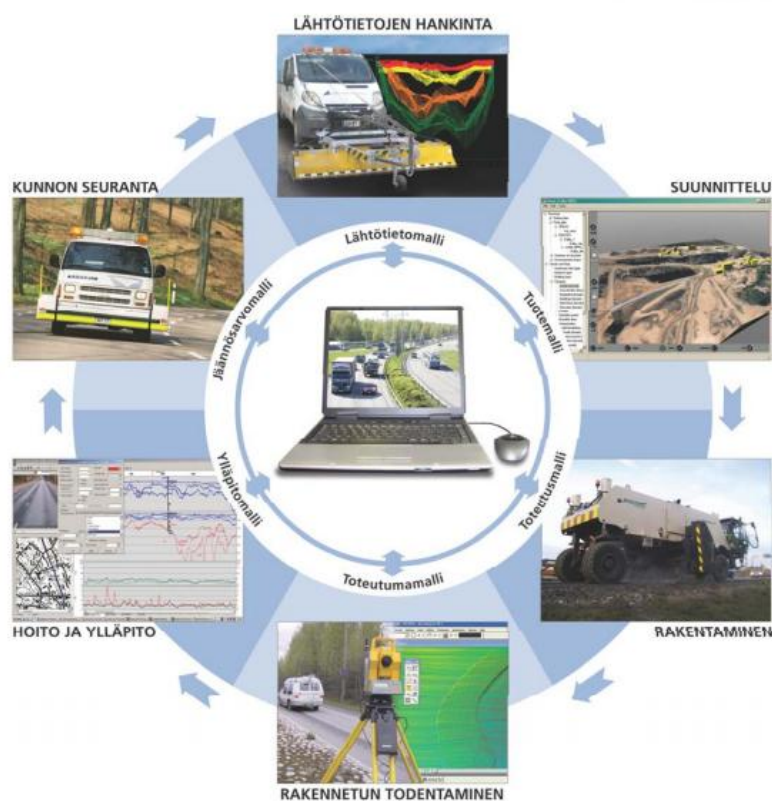 LÄHTÖTIETOJEN HANKINTA
KUNNON SEURANTA
SUUNNITTELU
Lähtötietomalli
Jäännösarvomalli
Tuotemalli
Ylläpitomalli
Toteutusmalli
Toteutumamalli
HOITO JA YLLÄPITO
RAKENTAMINEN
RAKENNETUN TODENTAMINEN